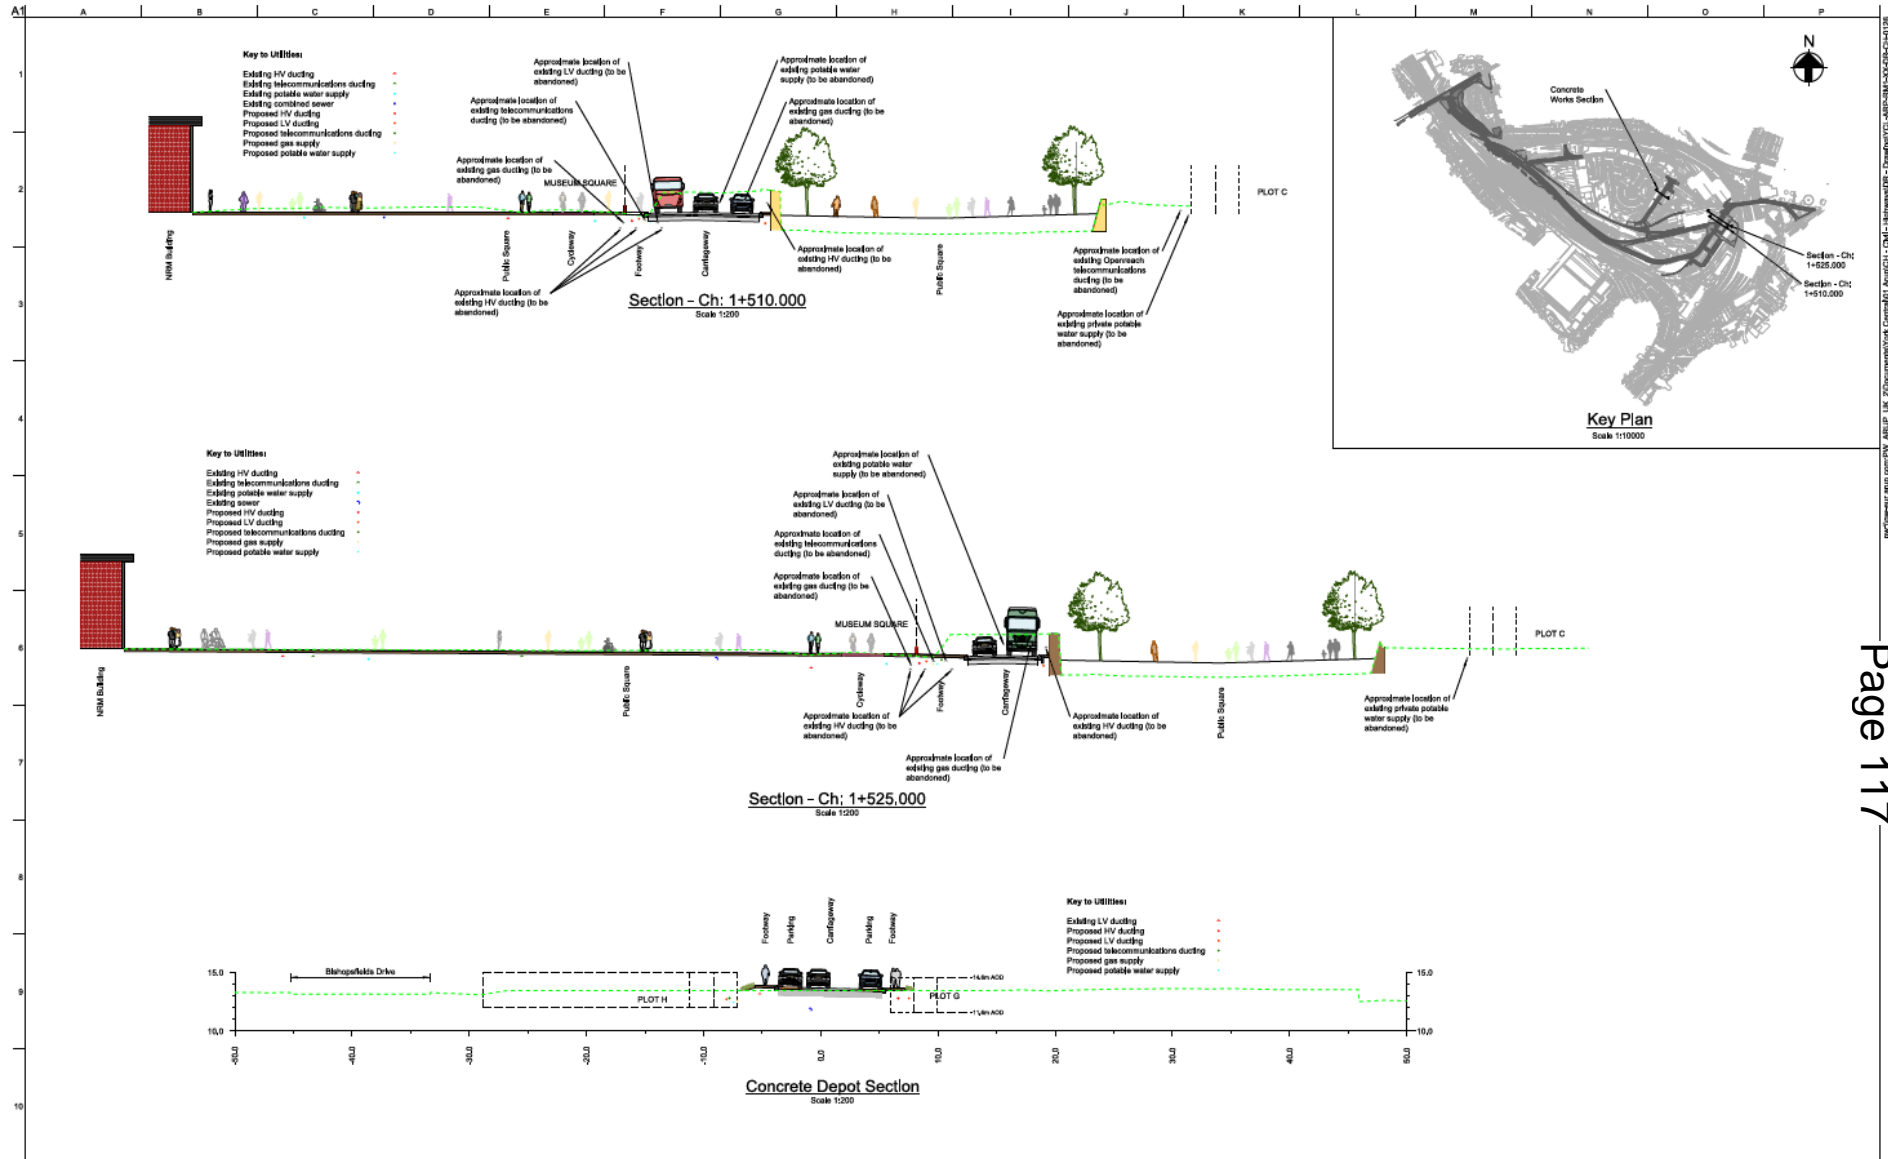 A1
A
B
C
D
E
F
G
H
I
J
K
L
M
N
O
P
1
2
3
4
5
6
7
8
9
10
Key to Utilities:
Existing HV ducting
Existing telecommunications ducting
Existing potable water supply
Existing combined sewer
Proposed HV ducting
Proposed LV ducting
Proposed telecommunications ducting
Proposed gas supply
Proposed potable water supply
Approximate location of
existing LV ducting (to be
abandoned)
Approximate location of
existing telecommunications
ducting (to be abandoned)
Approximate location of
existing gas ducting (to be
abandoned)
MUSEUM SQUARE
Approximate location of
existing potable water
supply (to be abandoned)
Approximate location of
existing gas ducting (to be
abandoned)
PLOT C
NRM Building
Public Square
Cycleway
Footway
Carriageway
Public Square
Approximate location of
existing HV ducting (to be
abandoned)
Approximate location of
existing HV ducting (to be
abandoned)
Approximate location of
existing Openreach
telecommunications
ducting (to be
abandoned)
Approximate location of
existing private potable
water supply (to be
abandoned)
Section - Ch: 1+510.000
Scale 1:200
N
Concrete
Works Section
Section - Ch:
1+525.000
Section - Ch:
1+510.000
Key Plan
Scale 1:10000
Key to Utilities:
Existing HV ducting
Existing telecommunications ducting
Existing potable water supply
Existing sewer
Proposed HV ducting
Proposed LV ducting
Proposed telecommunications ducting
Proposed gas supply
Proposed potable water supply
Approximate location of
existing potable water
supply (to be abandoned)
Approximate location of
existing LV ducting (to be
abandoned)
Approximate location of
existing telecommunications
ducting (to be abandoned)
Approximate location of
existing gas ducting (to be
abandoned)
MUSEUM SQUARE
PLOT C
NRM Building
Public Square
Cycleway
Footway
Carriageway
Public Square
Approximate location of
existing HV ducting (to be
abandoned)
Approximate location of
existing gas ducting (to be
abandoned)
Approximate location of
existing HV ducting (to be
abandoned)
Approximate location of
existing private potable
water supply (to be
abandoned)
Section - Ch: 1+525.000
Scale 1:200
Page 117
Key to Utilities:
Existing LV ducting
Proposed HV ducting
Proposed LV ducting
Proposed telecommunications ducting
Proposed gas supply
Proposed potable water supply
Footway
Parking
Carriageway
Parking
Footway
15.0
Bishopsfields Drive
PLOT H
PLOT G
15.0
10.0
10.0
-50.0
-40.0
-30.0
-20.0
-10.0
0.0
10.0
20.0
30.0
40.0
50.0
Concrete Depot Section
Scale 1:200